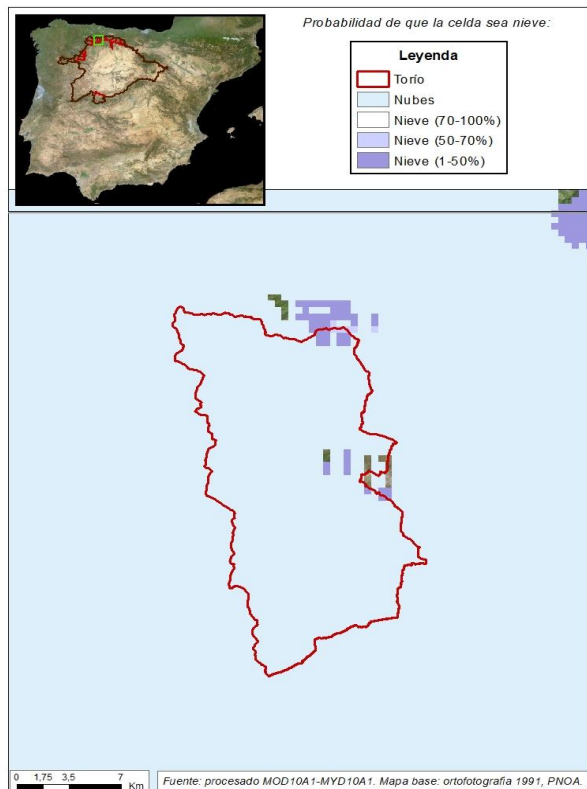 Probabilidad de que la celda sea nieve:
Leyenda
Torío
Nubes
Nieve (70-100%)
Nieve (50-70%)
Nieve (1-50%)
0 1,75 3,5 7
Km
Fuente: procesado MOD10A1-MYD10A1. Mapa base: ortofotografía 1991, PNOA.